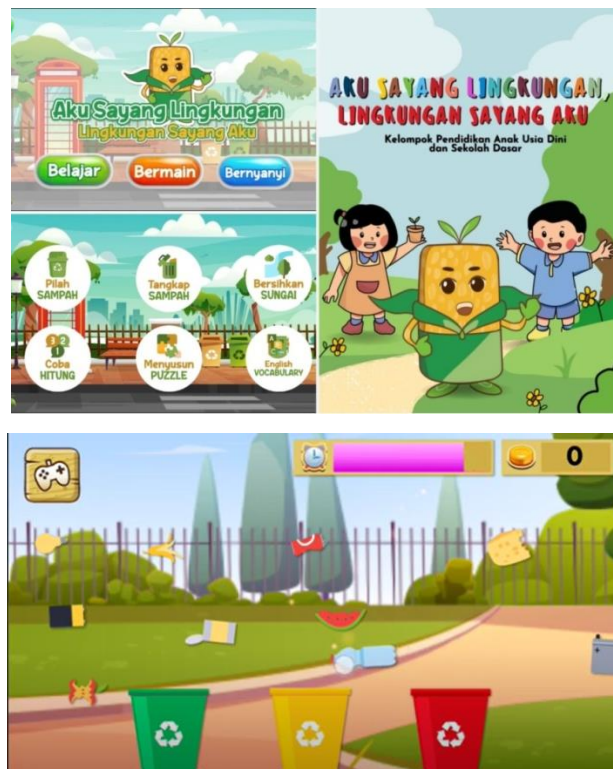 Aku Sayang Lingkungan
Lingkungan Sayang Aku
Belajar
Bermain
Bernyanyi
AKU SAYANG LINGKUNGAN,
LINGKUNGAN SAYANG AKU
Kelompok Pendidikan Anak Usia Dini
dan Sekolah Dasar
Pilah
SAMPAH
Tangkap
SAMPAH
Bersihkan
SUNGAI
Coba
HITUNG
Menyusun
PUZZLE
English
VOCABULARY
0